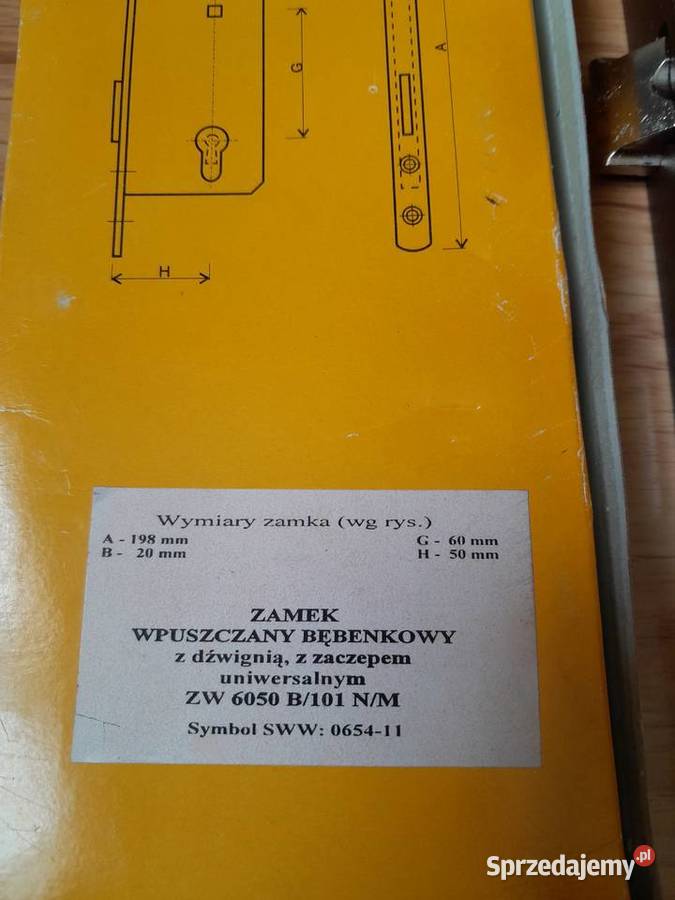 G
A
H
Wymiary zamka (wg rys.)
A - 198 mm G - 60 mm
B - 20 mm H - 50 mm
ZAMEK
WPUSZCZANY BĘBENKOWY
z dźwignią, z zaczepem
uniwersalnym
ZW 6050 B/101 N/M
Symbol SWW: 0654-11
Sprzedajemy.pl